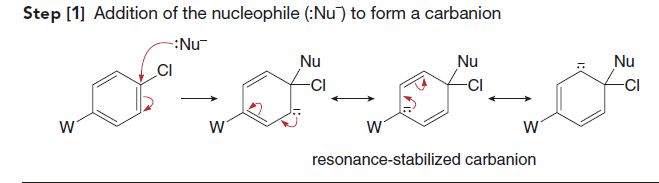 Step [1] Addition of the nucleophile (:Nu⁻) to form a carbanion
:Nu⁻
Cl
W
Nu
Cl
W
Nu
Cl
W
Nu
Cl
W
resonance-stabilized carbanion